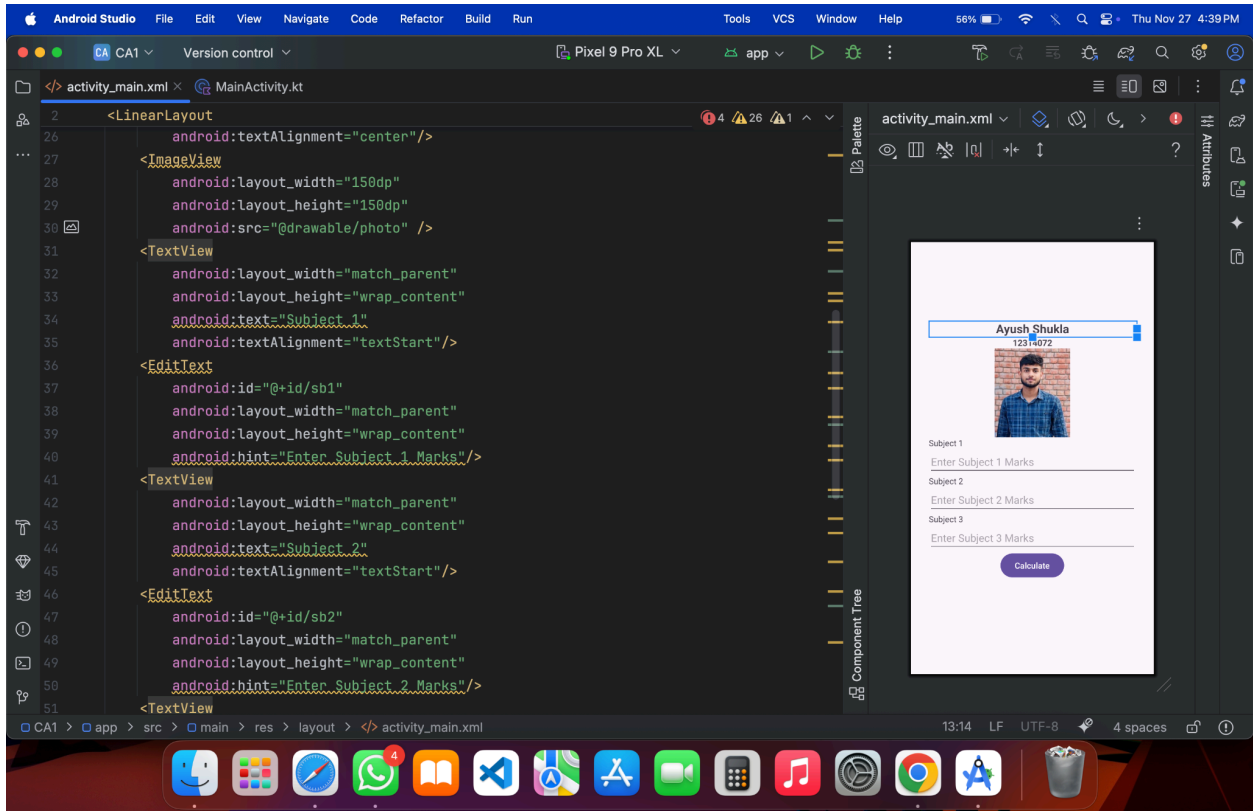 Android Studio File Edit View Navigate Code Refactor Build Run Tools VCS Window Help 56% Thu Nov 27 4:39 PM
CA CA1 Version control Pixel 9 Pro XL app
activity_main.xml MainActivity.kt
2 <LinearLayout 4 26 1
26 android:textAlignment="center"/>
27 <ImageView
28 android:layout_width="150dp"
29 android:layout_height="150dp"
30 android:src="@drawable/photo" />
31 <TextView
32 android:layout_width="match_parent"
33 android:layout_height="wrap_content"
34 android:text="Subject 1"
35 android:textAlignment="textStart"/>
36 <EditText
37 android:id="@+id/sb1"
38 android:layout_width="match_parent"
39 android:layout_height="wrap_content"
40 android:hint="Enter Subject 1 Marks"/>
41 <TextView
42 android:layout_width="match_parent"
43 android:layout_height="wrap_content"
44 android:text="Subject 2"
45 android:textAlignment="textStart"/>
46 <EditText
47 android:id="@+id/sb2"
48 android:layout_width="match_parent"
49 android:layout_height="wrap_content"
50 android:hint="Enter Subject 2 Marks"/>
51 <TextView
Palette
Component Tree
activity_main.xml
Attributes
Ayush Shukla
12314072
Subject 1
Enter Subject 1 Marks
Subject 2
Enter Subject 2 Marks
Subject 3
Enter Subject 3 Marks
Calculate
CA1 > app > src > main > res > layout > activity_main.xml 13:14 LF UTF-8 4 spaces
4